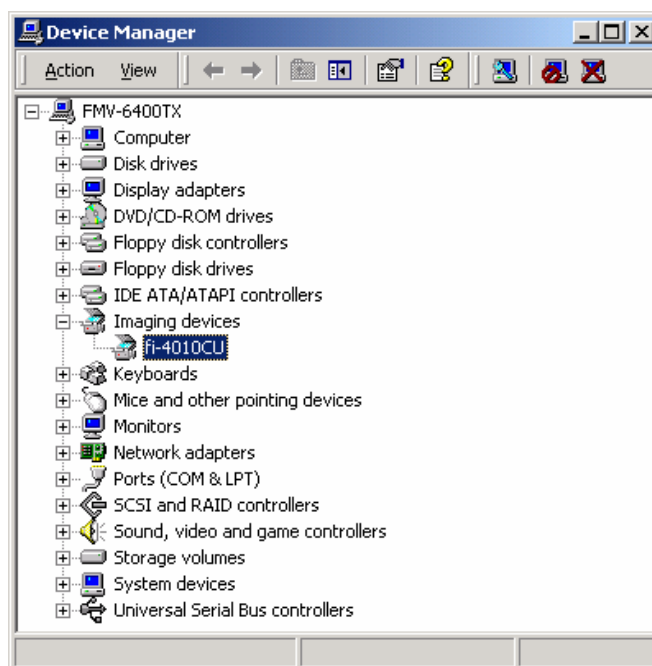 Device Manager
Action View
FMV-6400TX
Computer
Disk drives
Display adapters
DVD/CD-ROM drives
Floppy disk controllers
Floppy disk drives
IDE ATA/ATAPI controllers
Imaging devices
fi-4010CU
Keyboards
Mice and other pointing devices
Monitors
Network adapters
Ports (COM & LPT)
SCSI and RAID controllers
Sound, video and game controllers
Storage volumes
System devices
Universal Serial Bus controllers